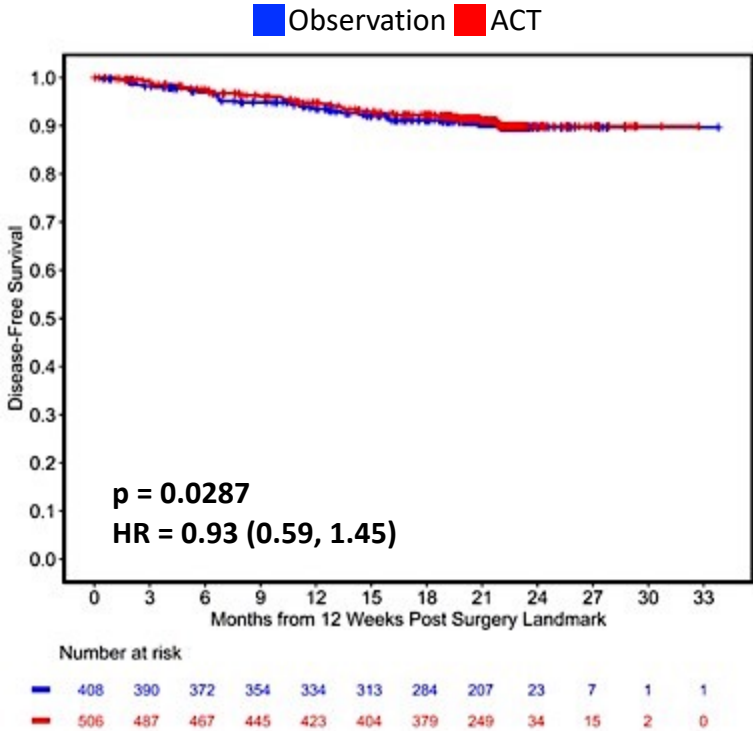 Observation ACT
Disease-Free Survival
1.0
0.9
0.8
0.7
0.6
0.5
0.4
0.3
0.2
0.1
0.0
p = 0.0287
HR = 0.93 (0.59, 1.45)
0 3 6 9 12 15 18 21 24 27 30 33
Months from 12 Weeks Post Surgery Landmark
Number at risk
408 390 372 354 334 313 284 207 23 7 1 1
506 487 467 445 423 404 379 249 34 15 2 0